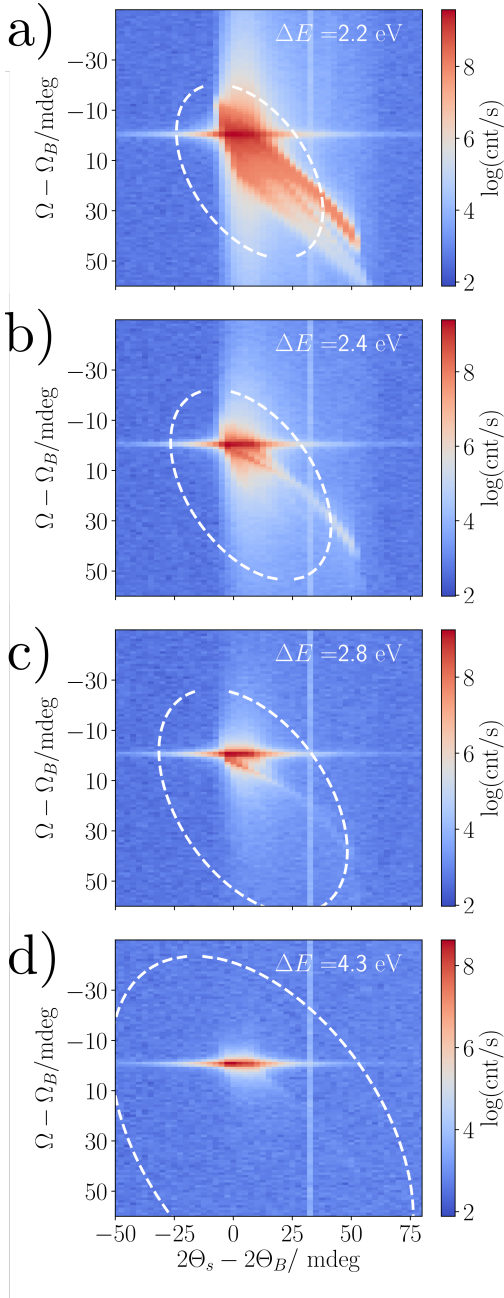 a)
ΔE =2.2 eV
−30
−10
10
30
50
Ω − Ω_B/mdeg
8
6
4
2
log(cnt/s)
b)
ΔE =2.4 eV
−30
−10
10
30
50
Ω − Ω_B/mdeg
8
6
4
2
log(cnt/s)
c)
ΔE =2.8 eV
−30
−10
10
30
50
Ω − Ω_B/mdeg
8
6
4
2
log(cnt/s)
d)
ΔE =4.3 eV
−30
−10
10
30
50
Ω − Ω_B/mdeg
8
6
4
2
log(cnt/s)
−50 −25 0 25 50 75
2Θ_s − 2Θ_B/ mdeg